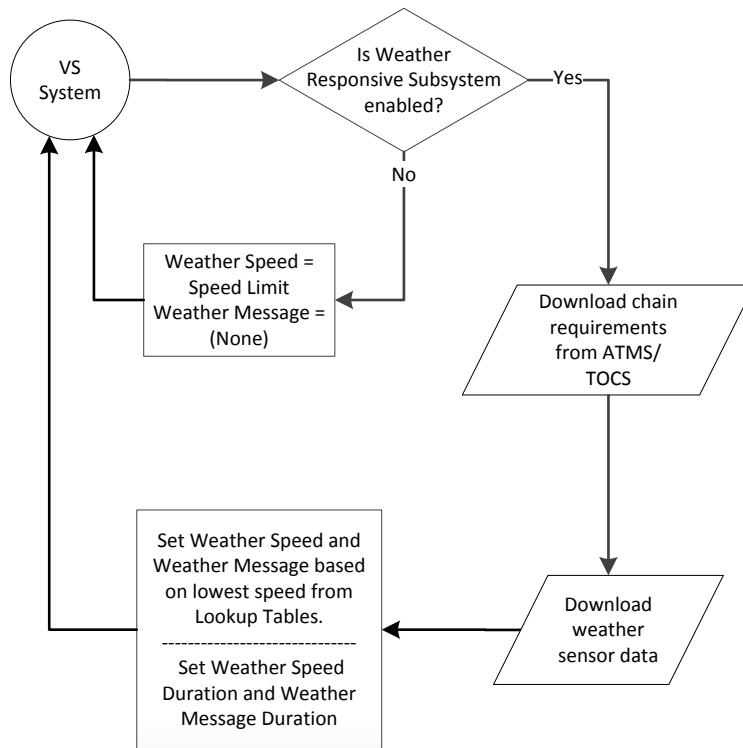 VS
System
Is Weather
Responsive Subsystem
enabled?
Yes
No
Weather Speed =
Speed Limit
Weather Message =
(None)
Download chain
requirements
from ATMS/
TOCS
Download
weather
sensor data
Set Weather Speed and
Weather Message based
on lowest speed from
Lookup Tables.
------------------------------
Set Weather Speed
Duration and Weather
Message Duration